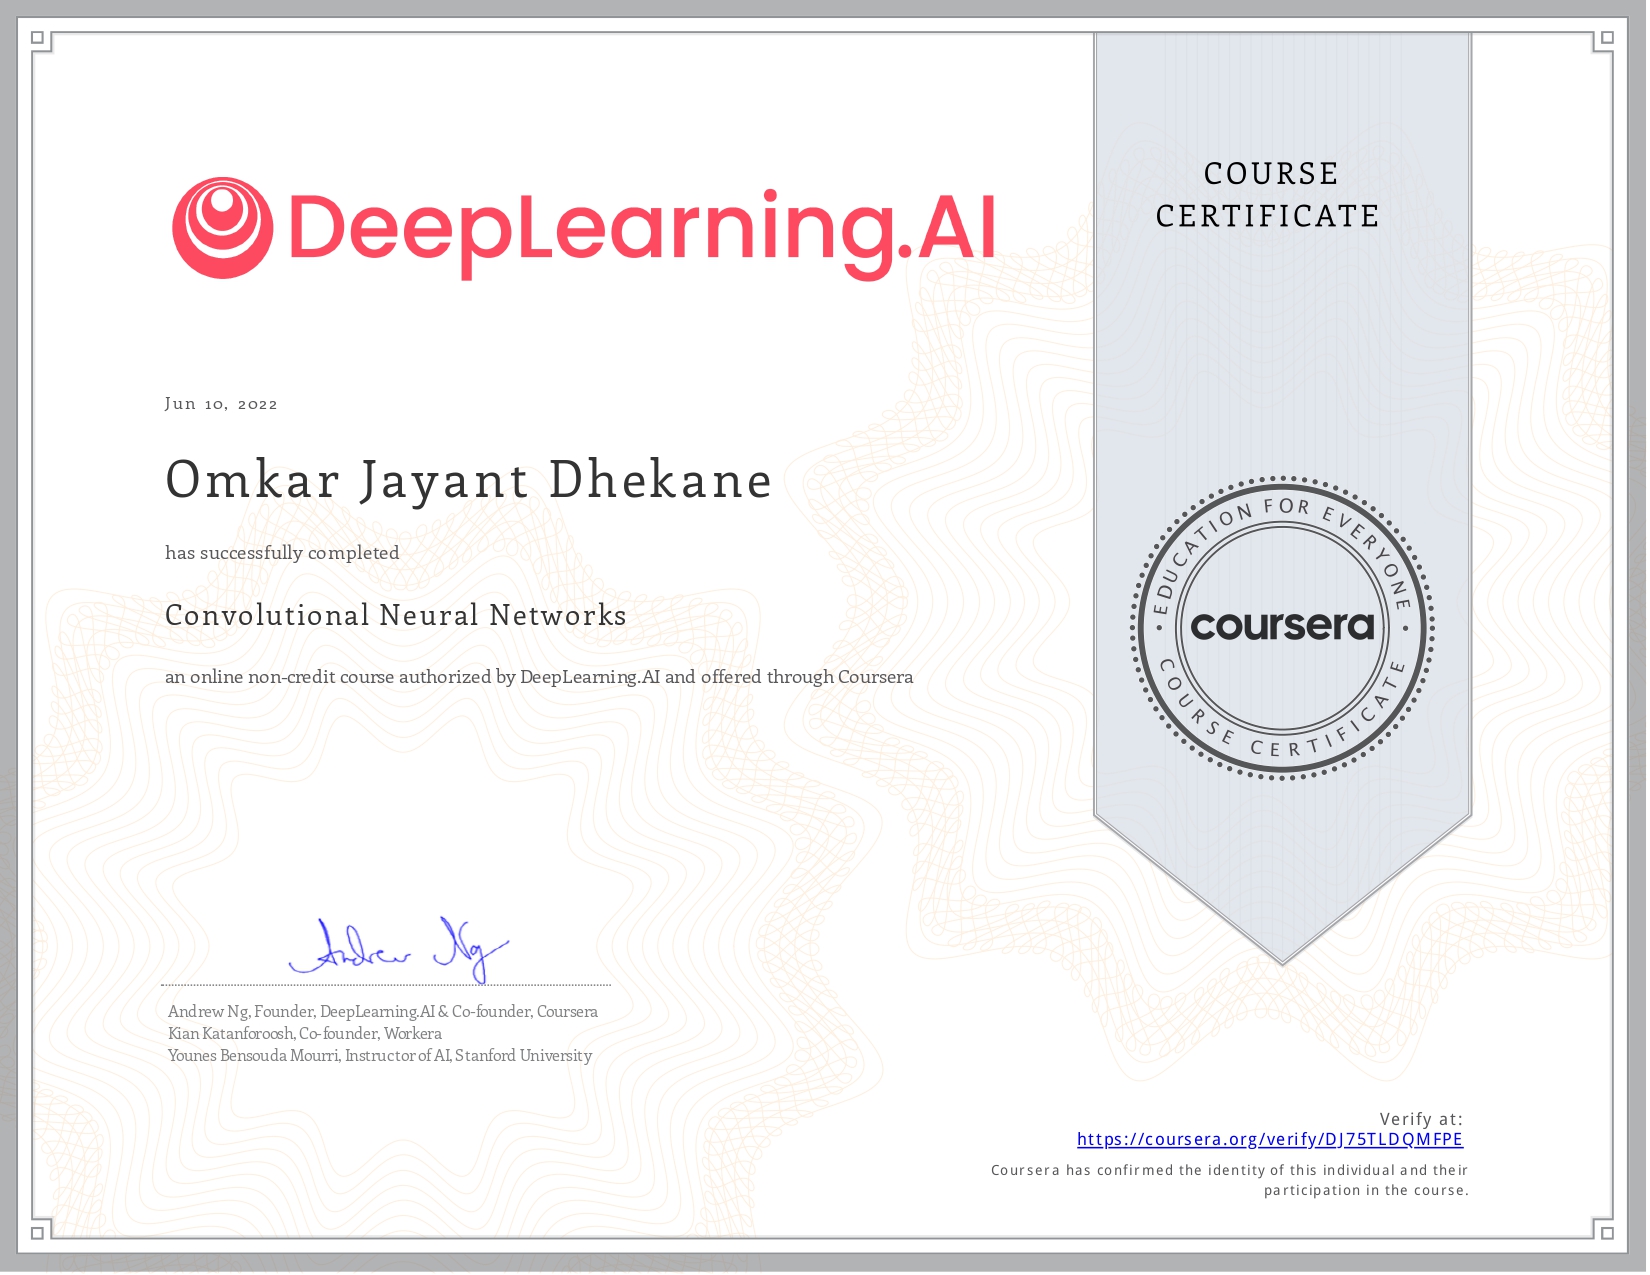 DeepLearning.AI
COURSE
CERTIFICATE
Jun 10, 2022
Omkar Jayant Dhekane
has successfully completed
Convolutional Neural Networks
an online non-credit course authorized by DeepLearning.AI and offered through Coursera
EDUCATION FOR EVERYONE
coursera
COURSE CERTIFICATE
Andrew Ng
Andrew Ng, Founder, DeepLearning.AI & Co-founder, Coursera
Kian Katanforoosh, Co-founder, Workera
Younes Bensouda Mourri, Instructor of AI, Stanford University
Verify at:
https://coursera.org/verify/DJ75TLDQMFPE
Coursera has confirmed the identity of this individual and their
participation in the course.